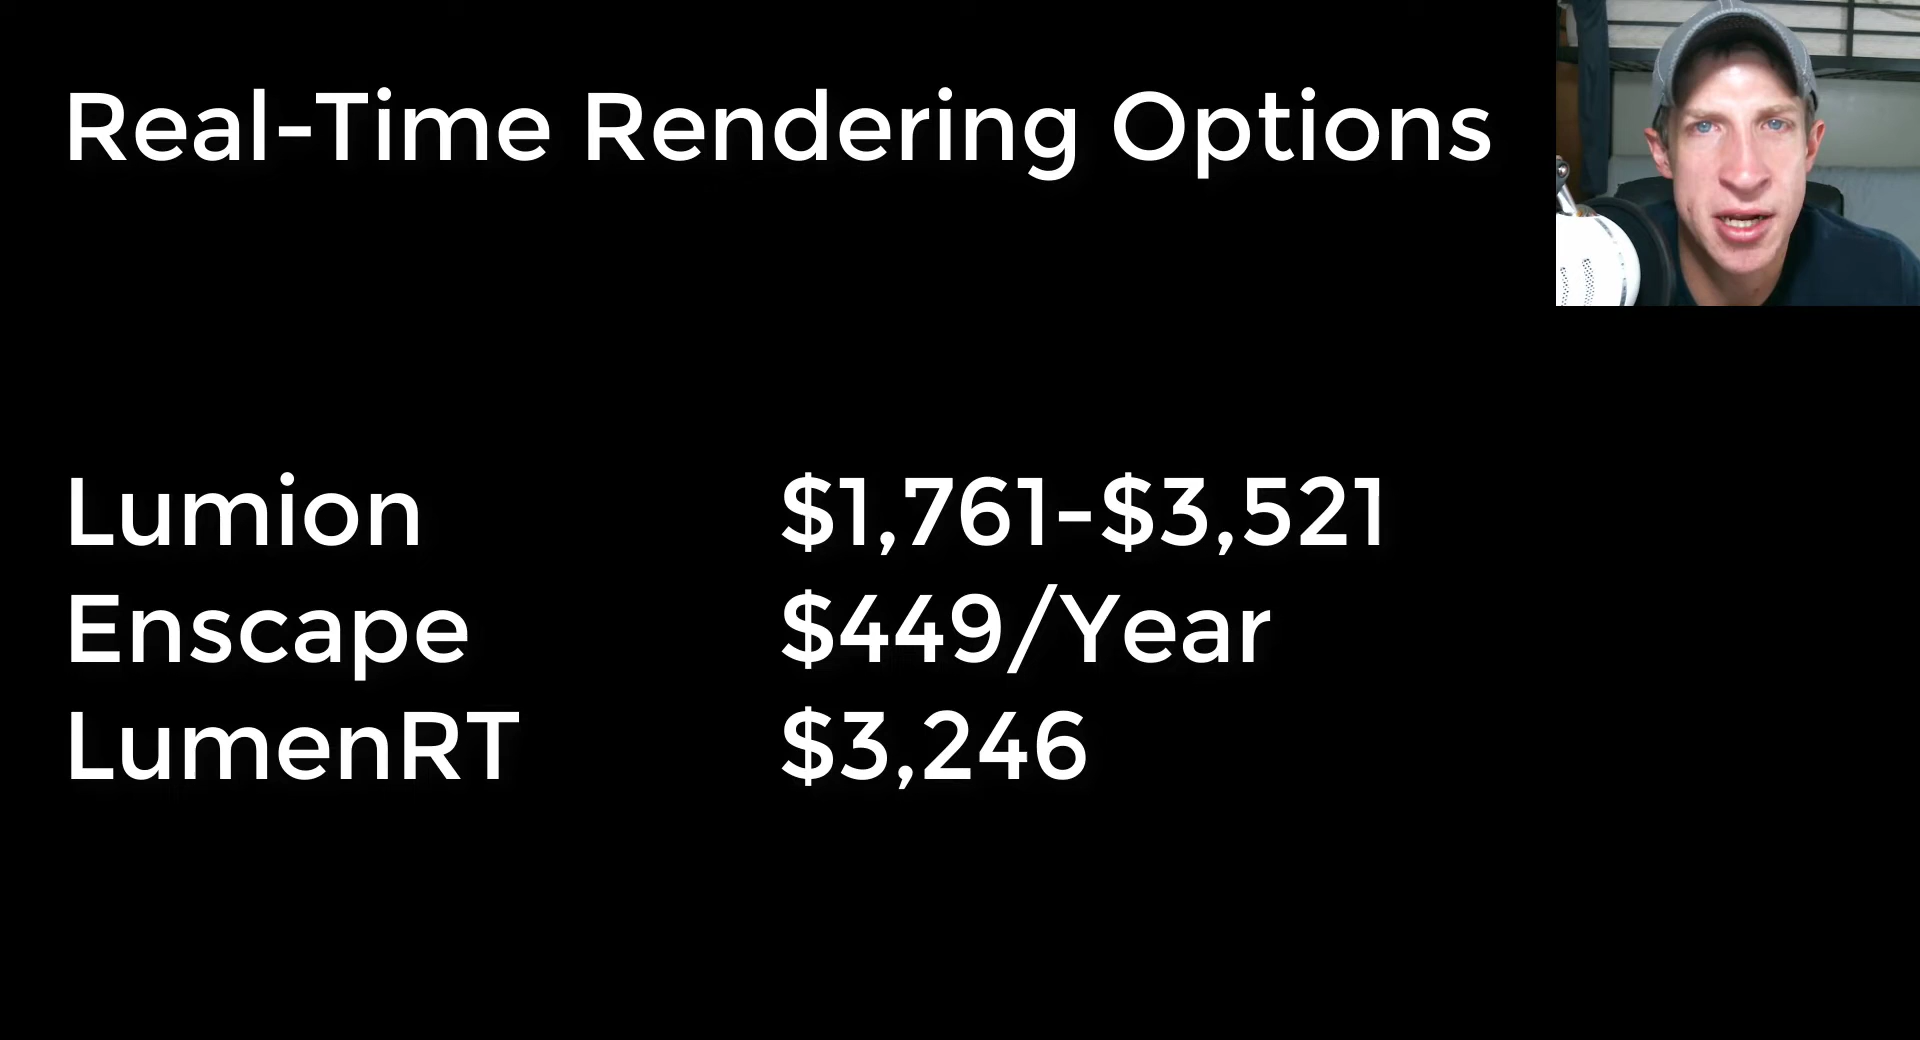 Real-Time Rendering Options
Lumion $1,761-$3,521
Enscape $449/Year
LumenRT $3,246